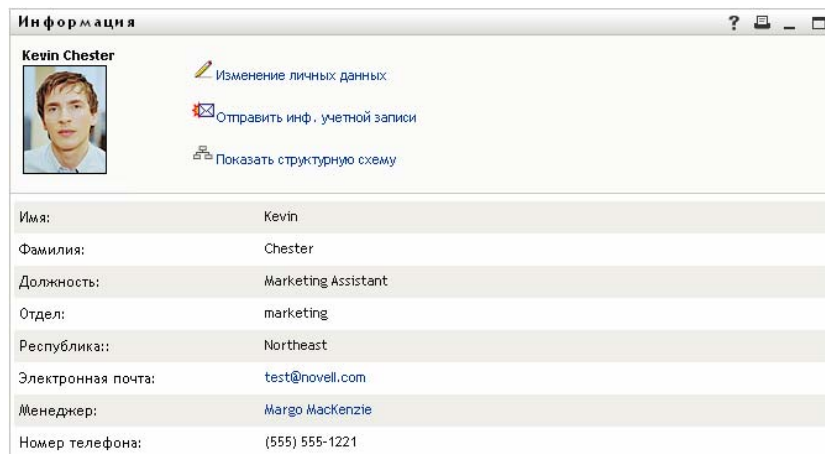 Информация
?
Kevin Chester
Изменение личных данных
Отправить инф. учетной записи
Показать структурную схему
Имя: Kevin
Фамилия: Chester
Должность: Marketing Assistant
Отдел: marketing
Республика:: Northeast
Электронная почта: test@novell.com
Менеджер: Margo MacKenzie
Номер телефона: (555) 555-1221